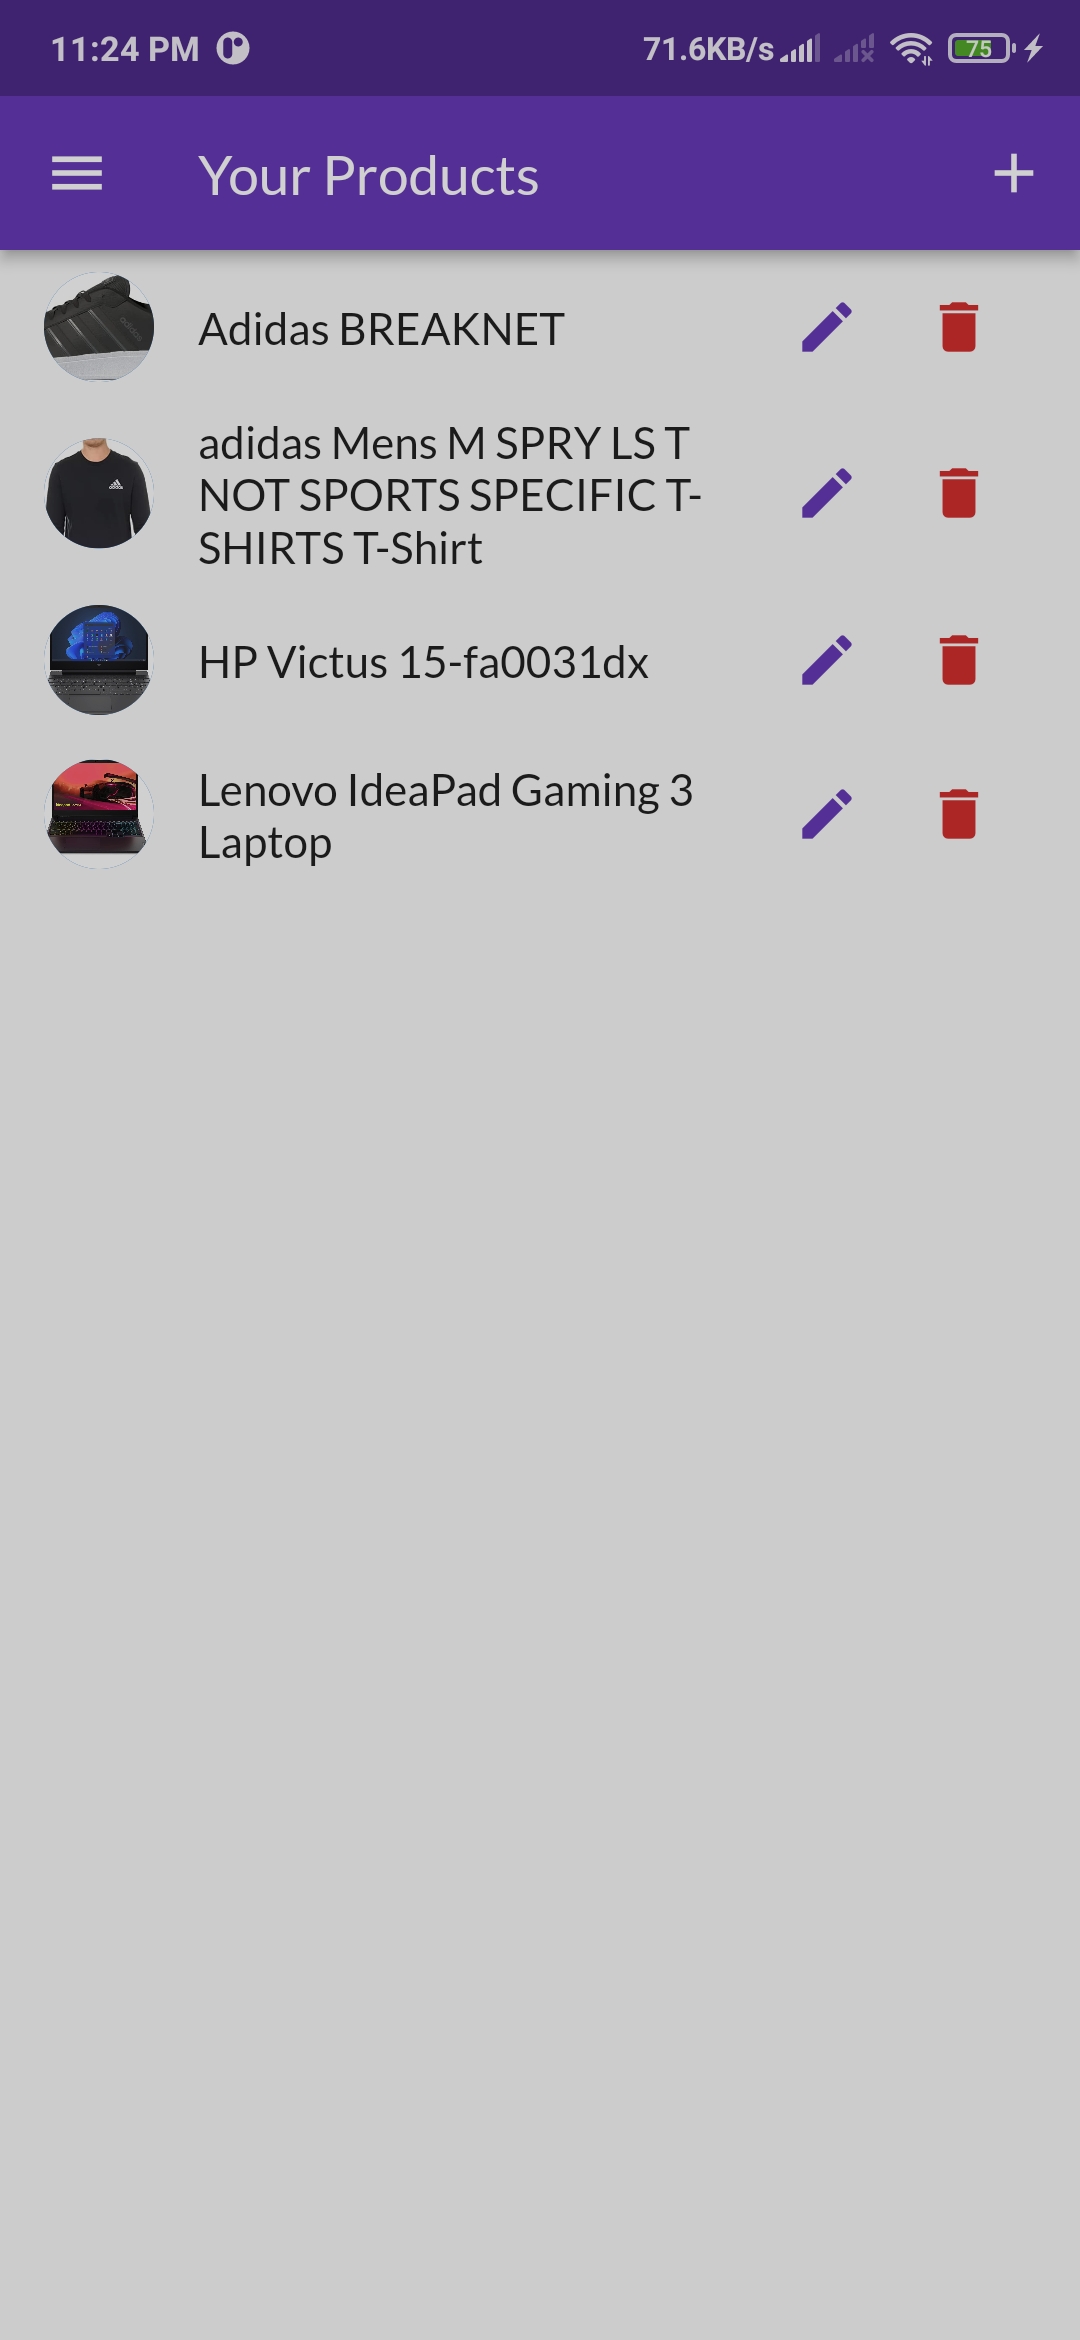 11:24 PM 71.6KB/s 75
Your Products
Adidas BREAKNET
adidas Mens M SPRY LS T
NOT SPORTS SPECIFIC T-
SHIRTS T-Shirt
HP Victus 15-fa0031dx
Lenovo IdeaPad Gaming 3
Laptop